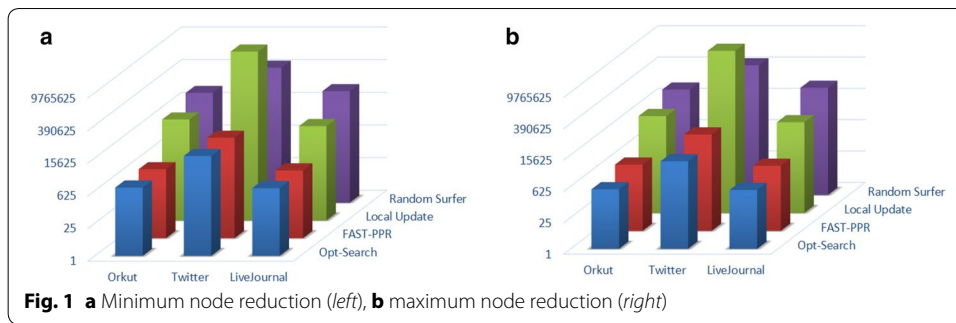 a
9765625
390625
15625
625
25
1
Random Surfer
Local Update
FAST-PPR
Opt-Search
Orkut
Twitter
LiveJournal
b
9765625
390625
15625
625
25
1
Random Surfer
Local Update
FAST-PPR
Opt-Search
Orkut
Twitter
LiveJournal
Fig. 1 a Minimum node reduction (left), b maximum node reduction (right)